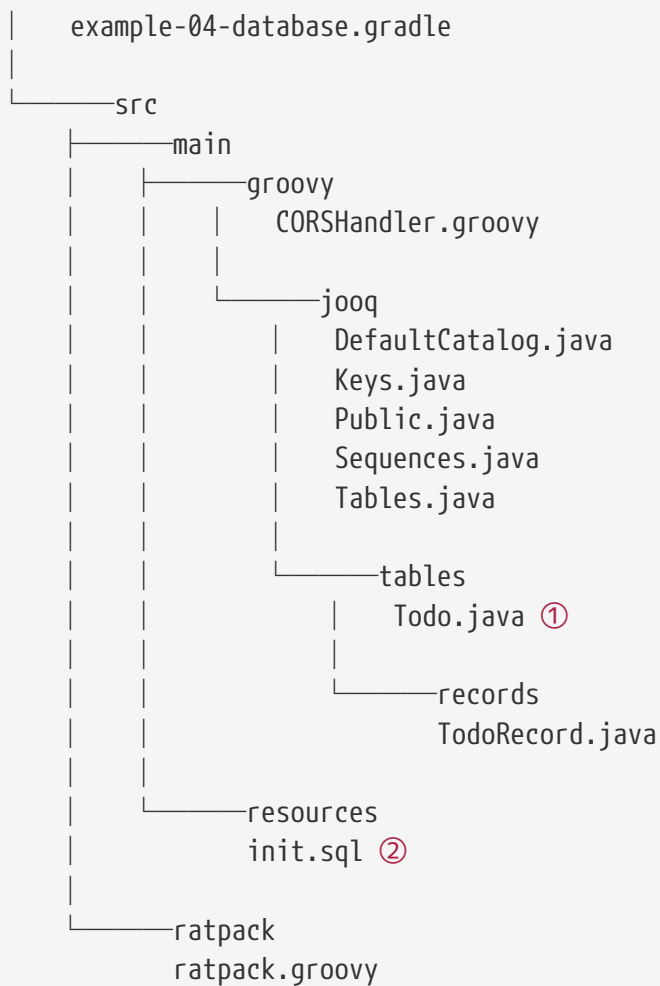 │   example-04-database.gradle
│
└──────src
    ├──────main
    │   ├──────groovy
    │   │   │   CORSHandler.groovy
    │   │   │
    │   │   └──────jooq
    │   │       │   DefaultCatalog.java
    │   │       │   Keys.java
    │   │       │   Public.java
    │   │       │   Sequences.java
    │   │       │   Tables.java
    │   │       │
    │   │       └──────tables
    │   │           │   Todo.java ①
    │   │           │
    │   │           └──────records
    │   │                   TodoRecord.java
    │   │
    │   └──────resources
    │           init.sql ②
    │
    └──────ratpack
            ratpack.groovy